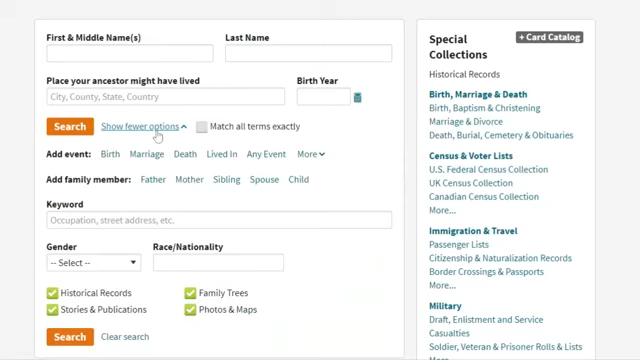 First & Middle Name(s)
Last Name
Place your ancestor might have lived
Birth Year
City, County, State, Country
Search
Show fewer options
Match all terms exactly
Add event: Birth Marriage Death Lived In Any Event More
Add family member: Father Mother Sibling Spouse Child
Keyword
Occupation, street address, etc.
Gender
Race/Nationality
-- Select --
Historical Records
Family Trees
Stories & Publications
Photos & Maps
Search
Clear search
Special
Collections
+ Card Catalog
Historical Records
Birth, Marriage & Death
Birth, Baptism & Christening
Marriage & Divorce
Death, Burial, Cemetery & Obituaries
Census & Voter Lists
U.S. Federal Census Collection
UK Census Collection
Canadian Census Collection
More...
Immigration & Travel
Passenger Lists
Citizenship & Naturalization Records
Border Crossings & Passports
More...
Military
Draft, Enlistment and Service
Casualties
Soldier, Veteran & Prisoner Rolls & Lists
More...